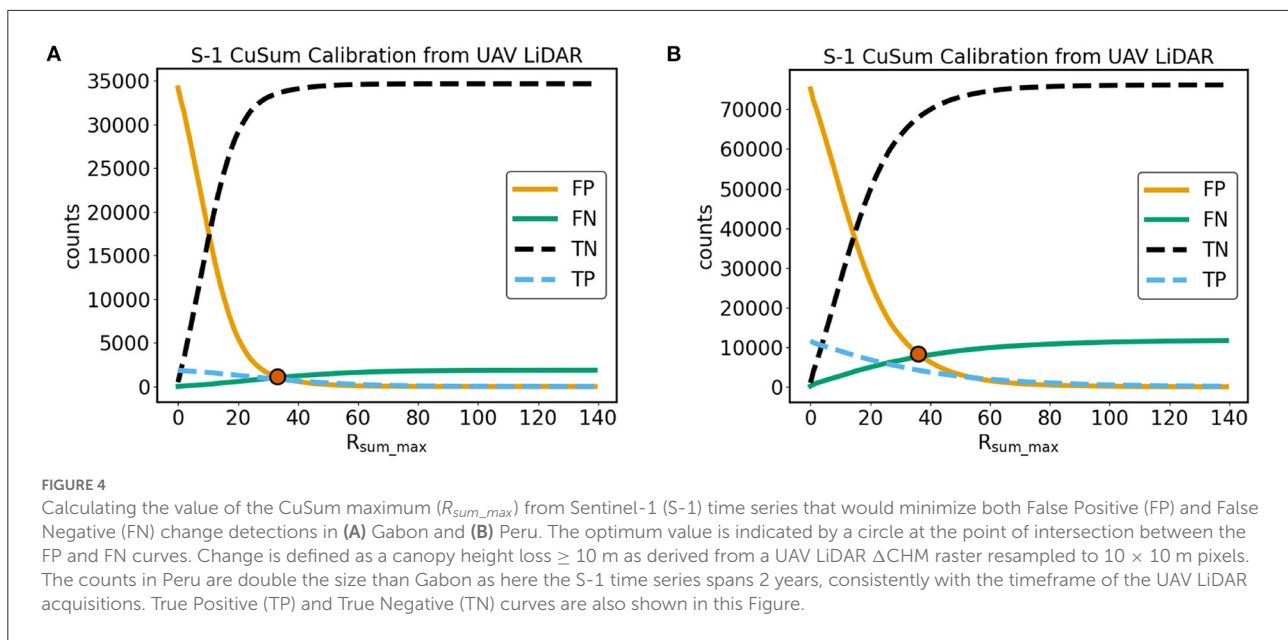 A
S-1 CuSum Calibration from UAV LiDAR
35000
30000
25000
20000
15000
10000
5000
0
counts
FP
FN
TN
TP
0 20 40 60 80 100 120 140
R_sum_max
B
S-1 CuSum Calibration from UAV LiDAR
70000
60000
50000
40000
30000
20000
10000
0
counts
FP
FN
TN
TP
0 20 40 60 80 100 120 140
R_sum_max
FIGURE 4
Calculating the value of the CuSum maximum (R_sum_max) from Sentinel-1 (S-1) time series that would minimize both False Positive (FP) and False
Negative (FN) change detections in (A) Gabon and (B) Peru. The optimum value is indicated by a circle at the point of intersection between the
FP and FN curves. Change is defined as a canopy height loss ≥ 10 m as derived from a UAV LiDAR ΔCHM raster resampled to 10 × 10 m pixels.
The counts in Peru are double the size than Gabon as here the S-1 time series spans 2 years, consistently with the timeframe of the UAV LiDAR
acquisitions. True Positive (TP) and True Negative (TN) curves are also shown in this Figure.